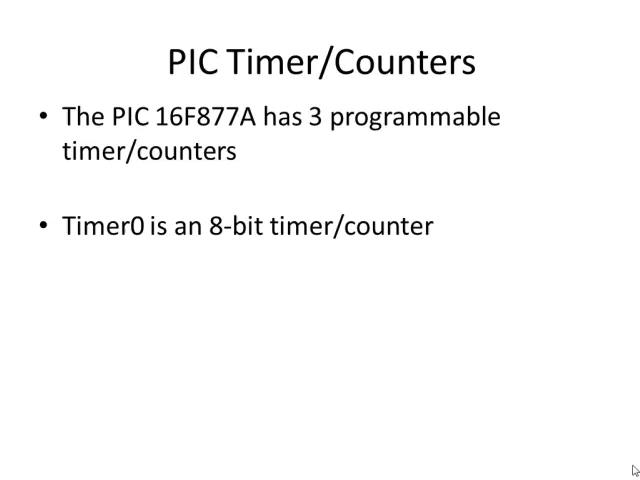 PIC Timer/Counters
• The PIC 16F877A has 3 programmable
timer/counters
• Timer0 is an 8-bit timer/counter